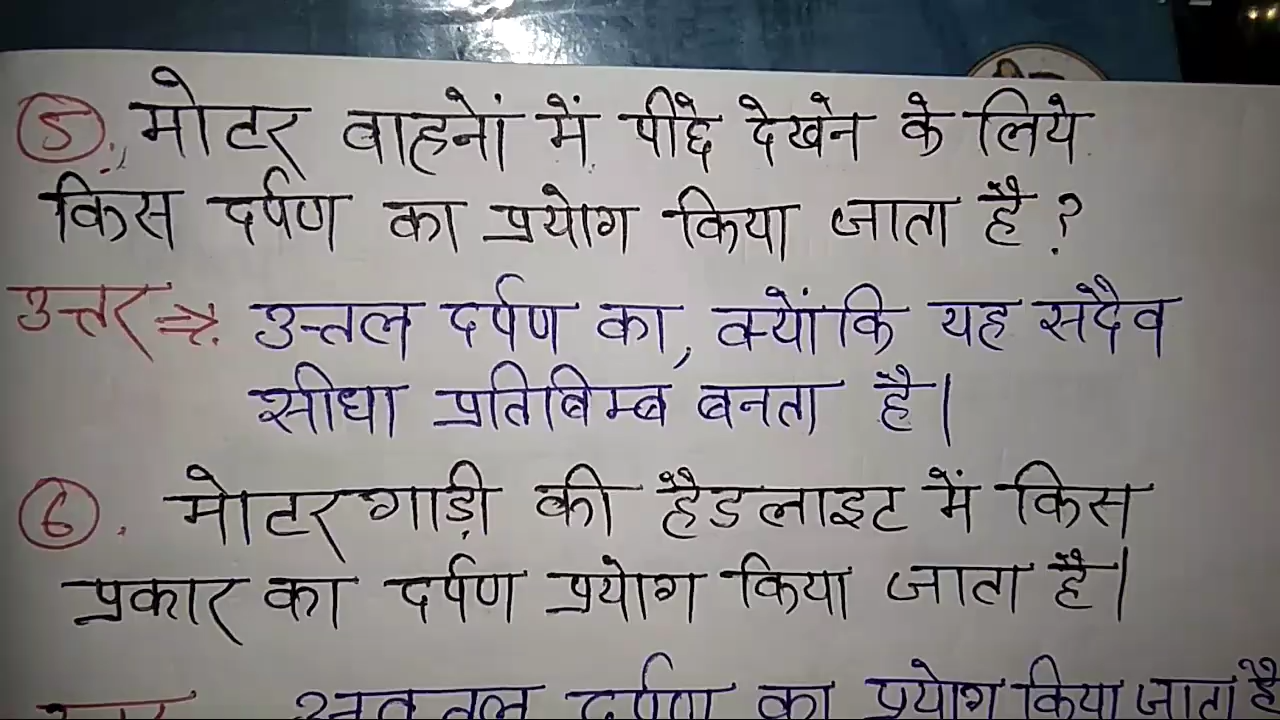 5. मोटर वाहनों में पीछे देखने के लिये
किस दर्पण का प्रयोग किया जाता है ?
उत्तर ⇒ उत्तल दर्पण का, क्योंकि यह सदैव
सीधा प्रतिबिम्ब बनता है।
6. मोटरगाड़ी की हैडलाइट में किस
प्रकार का दर्पण प्रयोग किया जाता है।
अवतल दर्पण का प्रयोग किया जाता है